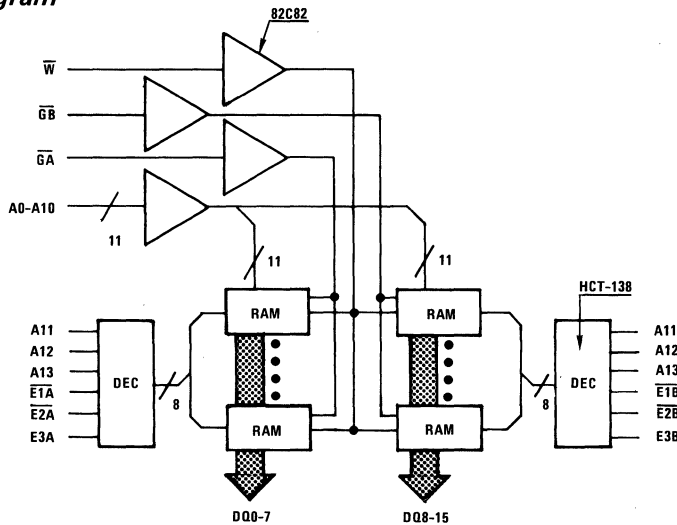 82C82
W
GB
GA
A0-A10
11
11
11
HCT-138
RAM
RAM
A11
A12
A13
E1A
E2A
E3A
DEC
8
8
DEC
A11
A12
A13
E1B
E2B
E3B
RAM
RAM
DQ0-7
DQ8-15